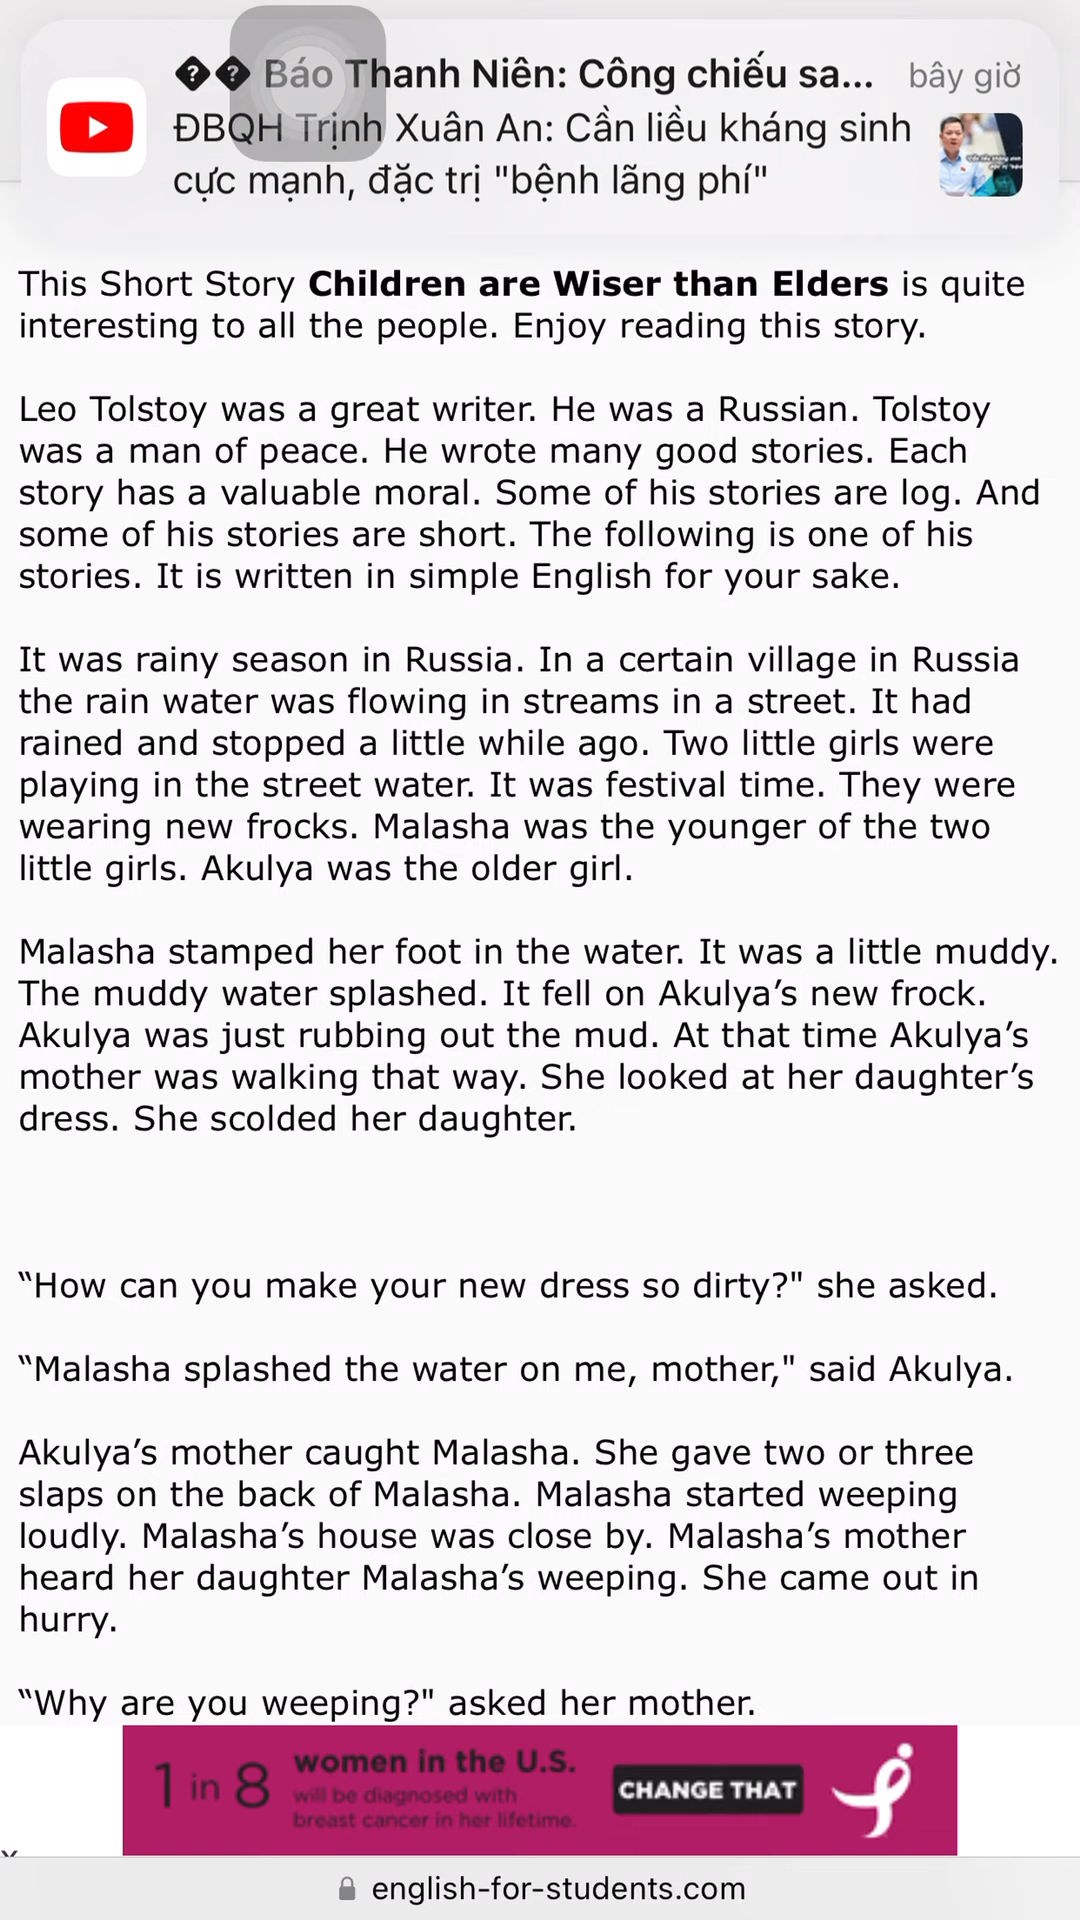 Báo Thanh Niên: Công chiếu sa... bây giờ
ĐBQH Trịnh Xuân An: Cần liều kháng sinh
cực mạnh, đặc trị "bệnh lãng phí"
This Short Story Children are Wiser than Elders is quite
interesting to all the people. Enjoy reading this story.
Leo Tolstoy was a great writer. He was a Russian. Tolstoy
was a man of peace. He wrote many good stories. Each
story has a valuable moral. Some of his stories are log. And
some of his stories are short. The following is one of his
stories. It is written in simple English for your sake.
It was rainy season in Russia. In a certain village in Russia
the rain water was flowing in streams in a street. It had
rained and stopped a little while ago. Two little girls were
playing in the street water. It was festival time. They were
wearing new frocks. Malasha was the younger of the two
little girls. Akulya was the older girl.
Malasha stamped her foot in the water. It was a little muddy.
The muddy water splashed. It fell on Akulya’s new frock.
Akulya was just rubbing out the mud. At that time Akulya’s
mother was walking that way. She looked at her daughter’s
dress. She scolded her daughter.
“How can you make your new dress so dirty?" she asked.
“Malasha splashed the water on me, mother," said Akulya.
Akulya’s mother caught Malasha. She gave two or three
slaps on the back of Malasha. Malasha started weeping
loudly. Malasha’s house was close by. Malasha’s mother
heard her daughter Malasha’s weeping. She came out in
hurry.
“Why are you weeping?" asked her mother.
1 in 8 women in the U.S.
will be diagnosed with
breast cancer in her lifetime.
CHANGE THAT
english-for-students.com